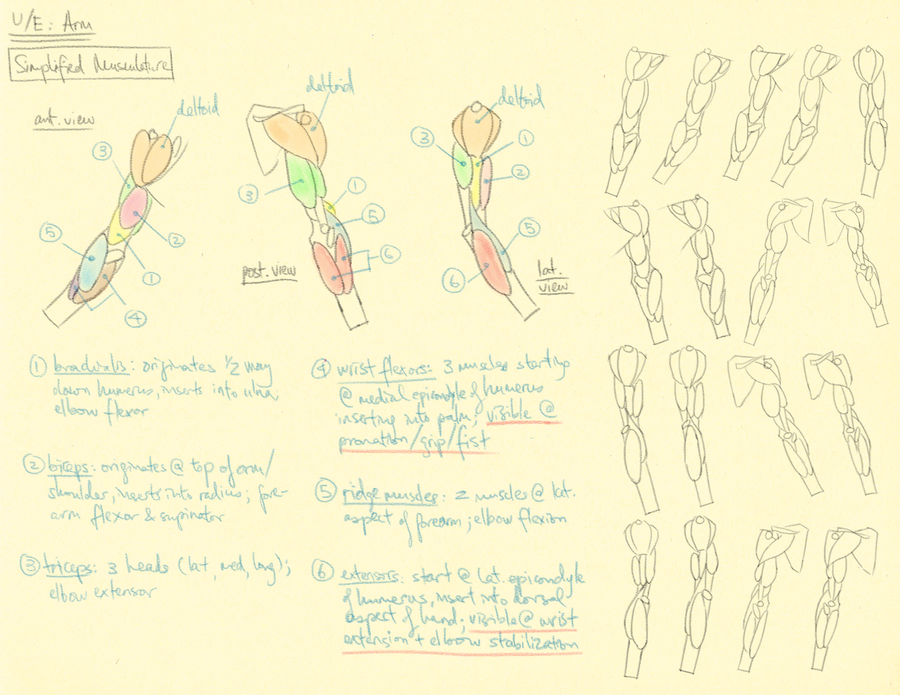 U/E: Arm
Simplified Musculature
ant. view
deltoid
③
⑤
②
①
④
deltoid
③
①
⑤
⑥
post. view
deltoid
③
①
②
⑤
⑥
lat.
view
① brachialis: originates 1/2 way
down humerus, inserts into ulna
elbow flexor
② biceps: originates @ top of arm/
shoulder, inserts into radius; fore-
arm flexor & supinator
③ triceps: 3 heads (lat, med, long);
elbow extensor
④ wrist flexors: 3 muscles starting
@ medial epicondyle of humerus
inserting into palm; visible @
pronation/grip/fist
⑤ ridge muscles: 2 muscles @ lat.
aspect of forearm; elbow flexion
⑥ extensors: start @ lat. epicondyle
of humerus, insert into dorsal
aspect of hand; visible @ wrist
extension + elbow stabilization